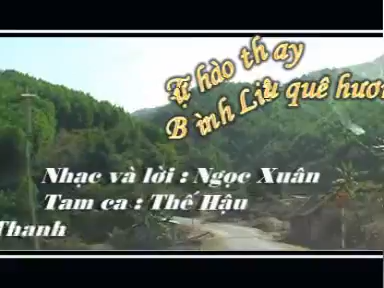 Tự hào thay
Bình Liêu quê hươ
Nhạc và lời : Ngọc Xuân
Tam ca : Thế Hậu
Thanh